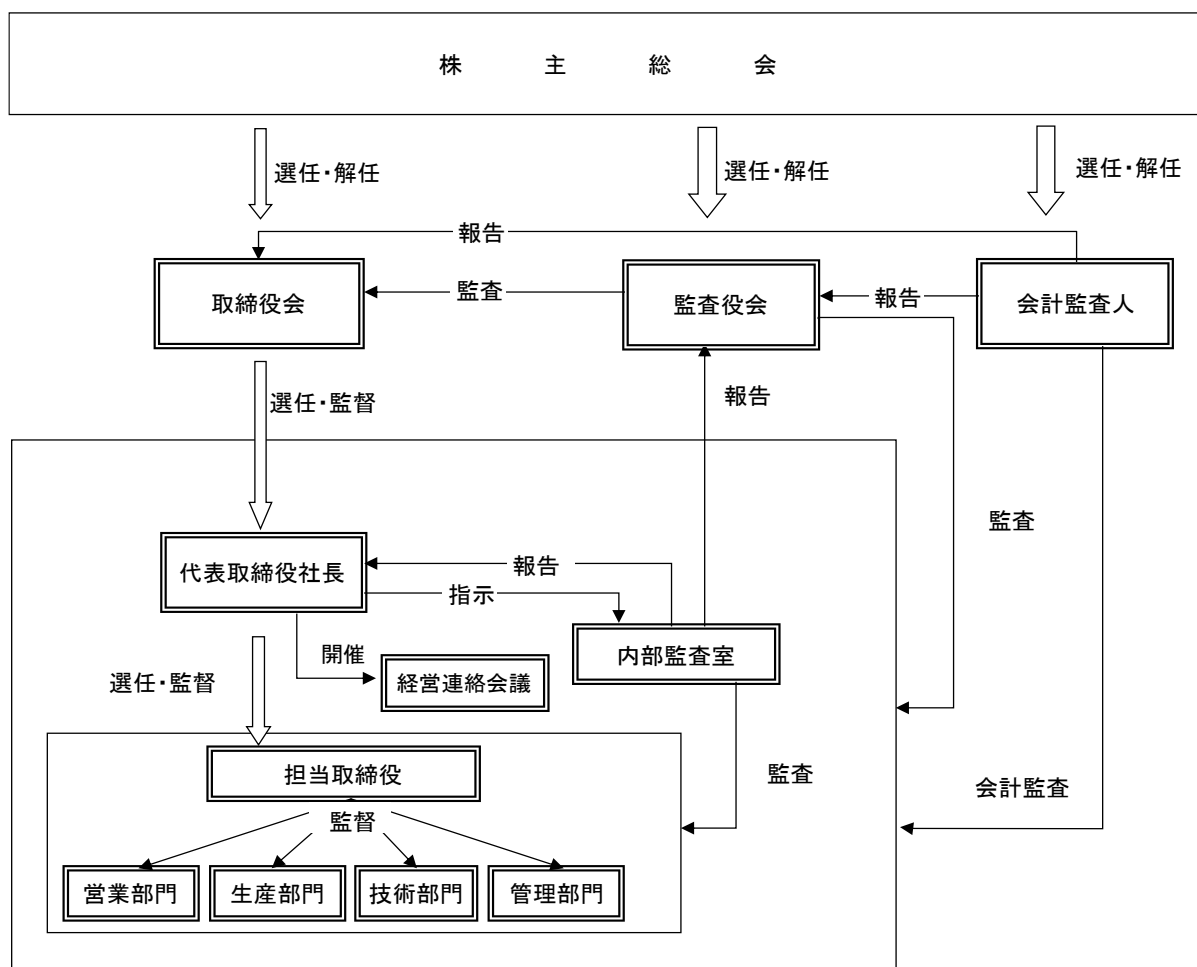 株主総会
選任・解任
選任・解任
選任・解任
報告
取締役会
監査
監査役会
報告
会計監査人
選任・監督
報告
監査
代表取締役社長
報告
指示
開催
内部監査室
選任・監督
経営連絡会議
担当取締役
監査
会計監査
監督
営業部門
生産部門
技術部門
管理部門